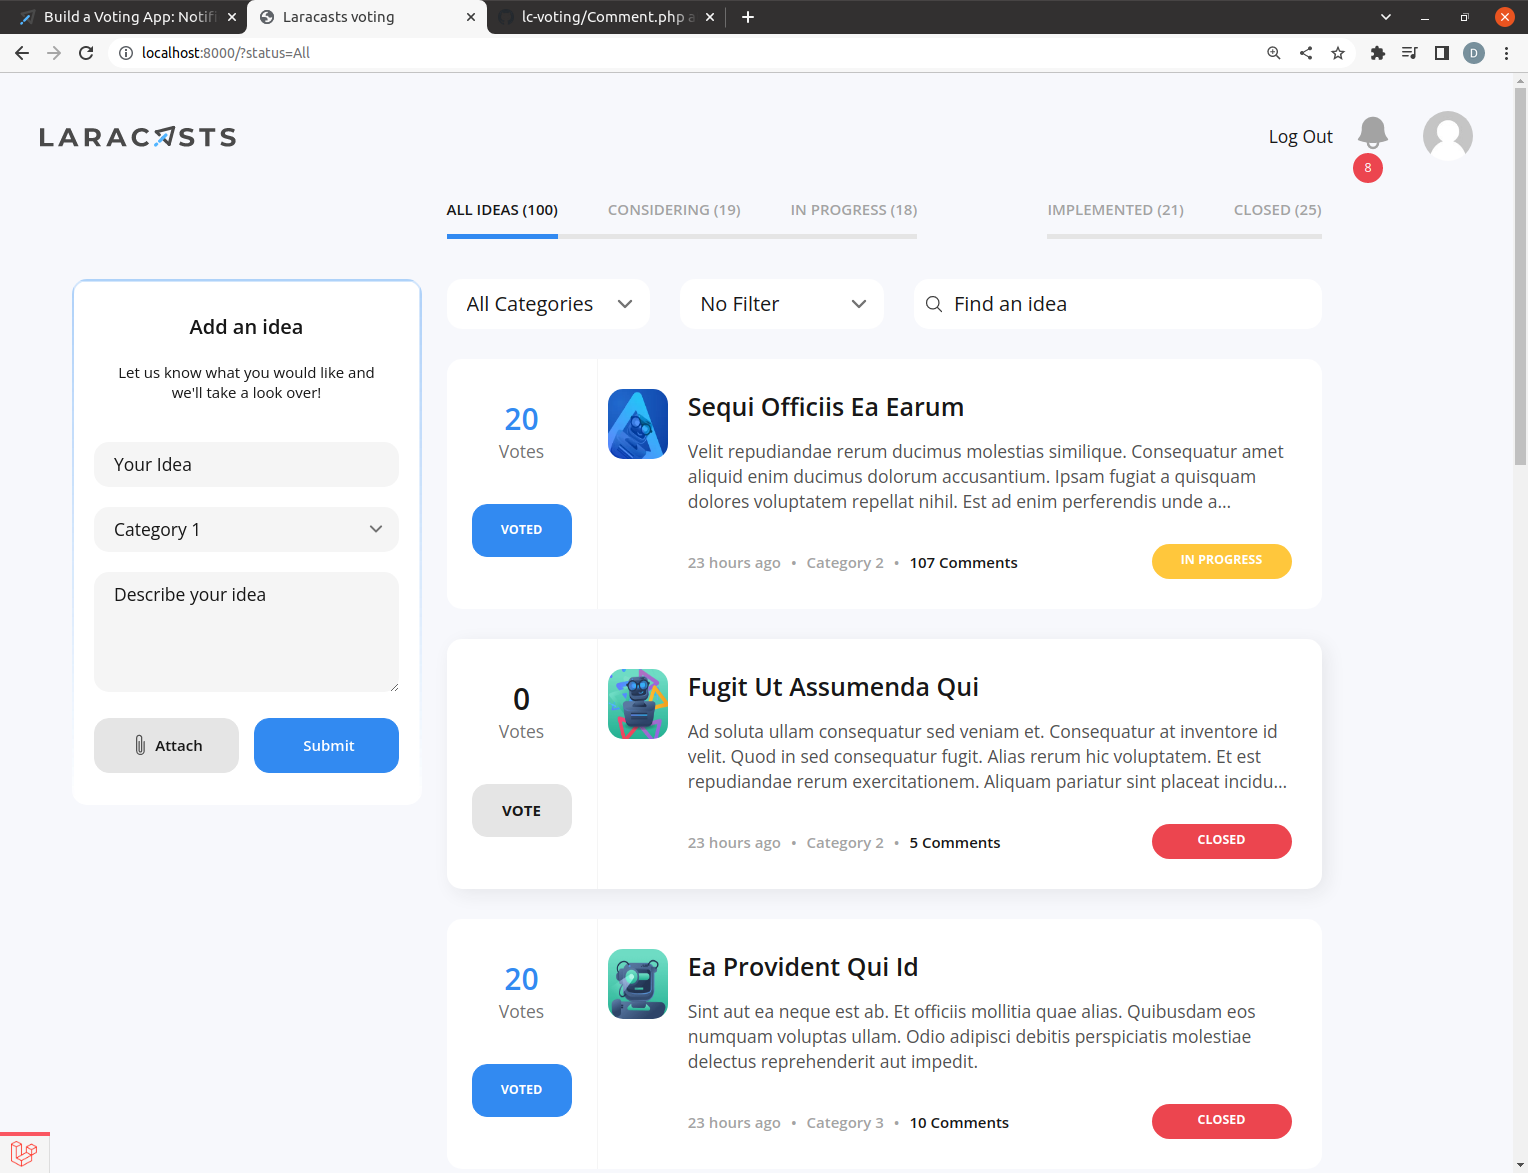 Build a Voting App: Notifi
Laracasts voting
lc-voting/Comment.php a
localhost:8000/?status=All
D
LARACASTS
Log Out
8
ALL IDEAS (100)
CONSIDERING (19)
IN PROGRESS (18)
IMPLEMENTED (21)
CLOSED (25)
Add an idea
Let us know what you would like and
we'll take a look over!
Your Idea
Category 1
Describe your idea
Attach
Submit
All Categories
No Filter
Find an idea
20
Votes
VOTED
Sequi Officiis Ea Earum
Velit repudiandae rerum ducimus molestias similique. Consequatur amet
aliquid enim ducimus dolorum accusantium. Ipsam fugiat a quisquam
dolores voluptatem repellat nihil. Est ad enim perferendis unde a...
23 hours ago • Category 2 • 107 Comments
IN PROGRESS
0
Votes
VOTE
Fugit Ut Assumenda Qui
Ad soluta ullam consequatur sed veniam et. Consequatur at inventore id
velit. Quod in sed consequatur fugit. Alias rerum hic voluptatem. Et est
repudiandae rerum exercitationem. Aliquam pariatur sint placeat incidu...
23 hours ago • Category 2 • 5 Comments
CLOSED
20
Votes
VOTED
Ea Provident Qui Id
Sint aut ea neque est ab. Et officiis mollitia quae alias. Quibusdam eos
numquam voluptas ullam. Odio adipisci debitis perspiciatis molestiae
delectus reprehenderit aut impedit.
23 hours ago • Category 3 • 10 Comments
CLOSED